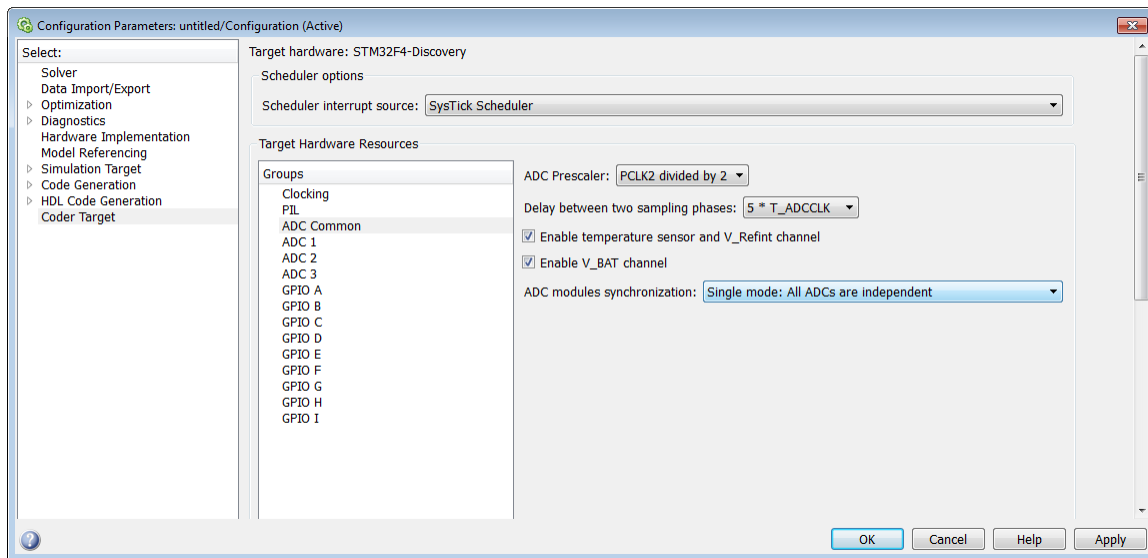 Configuration Parameters: untitled/Configuration (Active)
Select:
Solver
Data Import/Export
Optimization
Diagnostics
Hardware Implementation
Model Referencing
Simulation Target
Code Generation
HDL Code Generation
Coder Target
Target hardware: STM32F4-Discovery
Scheduler options
Scheduler interrupt source: SysTick Scheduler
Target Hardware Resources
Groups
Clocking
PIL
ADC Common
ADC 1
ADC 2
ADC 3
GPIO A
GPIO B
GPIO C
GPIO D
GPIO E
GPIO F
GPIO G
GPIO H
GPIO I
ADC Prescaler: PCLK2 divided by 2
Delay between two sampling phases: 5 * T_ADCCLK
Enable temperature sensor and V_Refint channel
Enable V_BAT channel
ADC modules synchronization: Single mode: All ADCs are independent
OK Cancel Help Apply